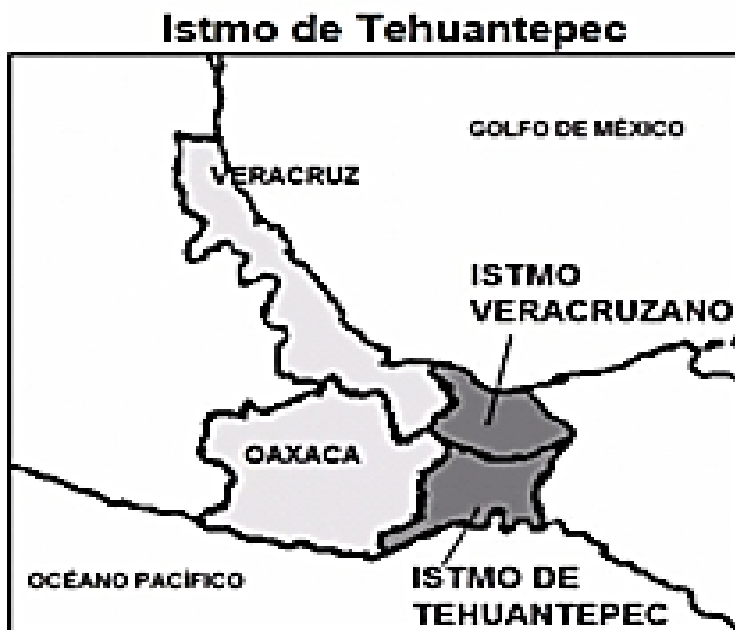 Istmo de Tehuantepec
GOLFO DE MÉXICO
VERACRUZ
ISTMO
VERACRUZANO
OAXACA
OCÉANO PACÍFICO
ISTMO DE
TEHUANTEPEC